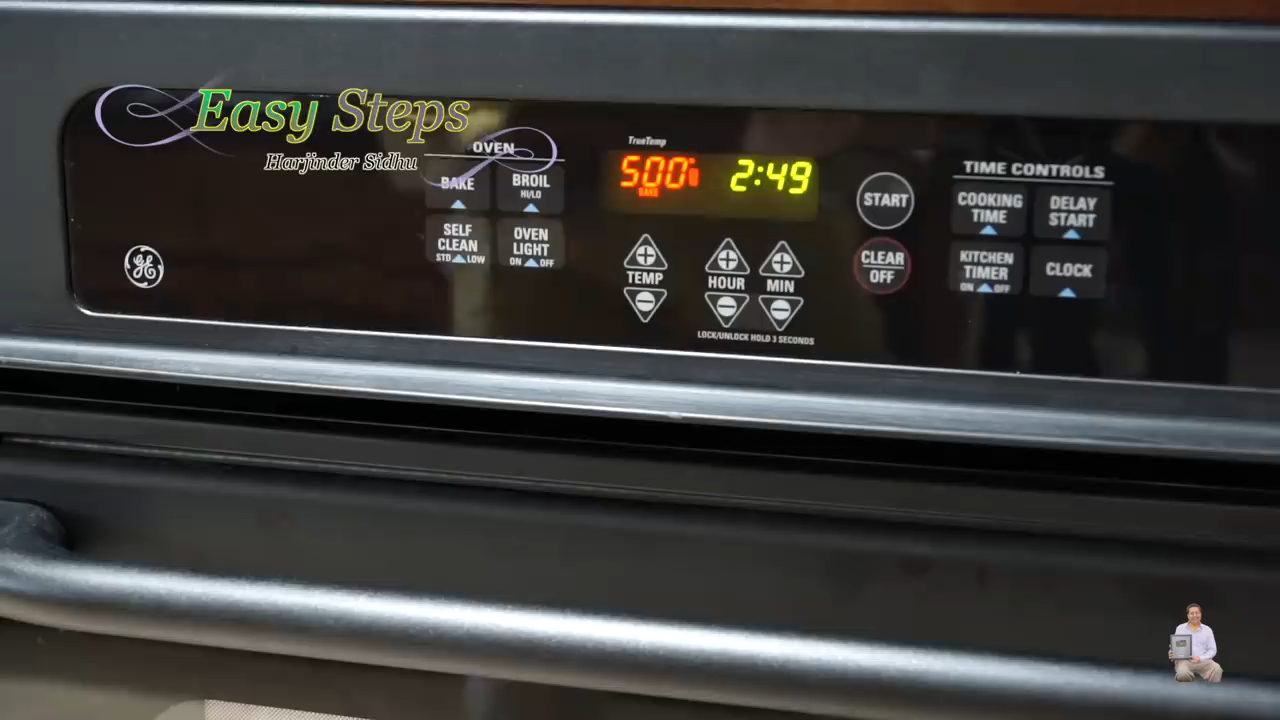 Easy Steps
Harjinder Sidhu
OVEN
BAKE
BROIL
HI/LO
SELF
CLEAN
STD LOW
OVEN
LIGHT
ON OFF
TrueTemp
500
BAKE
2:49
TEMP
HOUR
MIN
LOCK/UNLOCK HOLD 3 SECONDS
START
CLEAR
OFF
TIME CONTROLS
COOKING
TIME
DELAY
START
KITCHEN
TIMER
ON OFF
CLOCK
GE